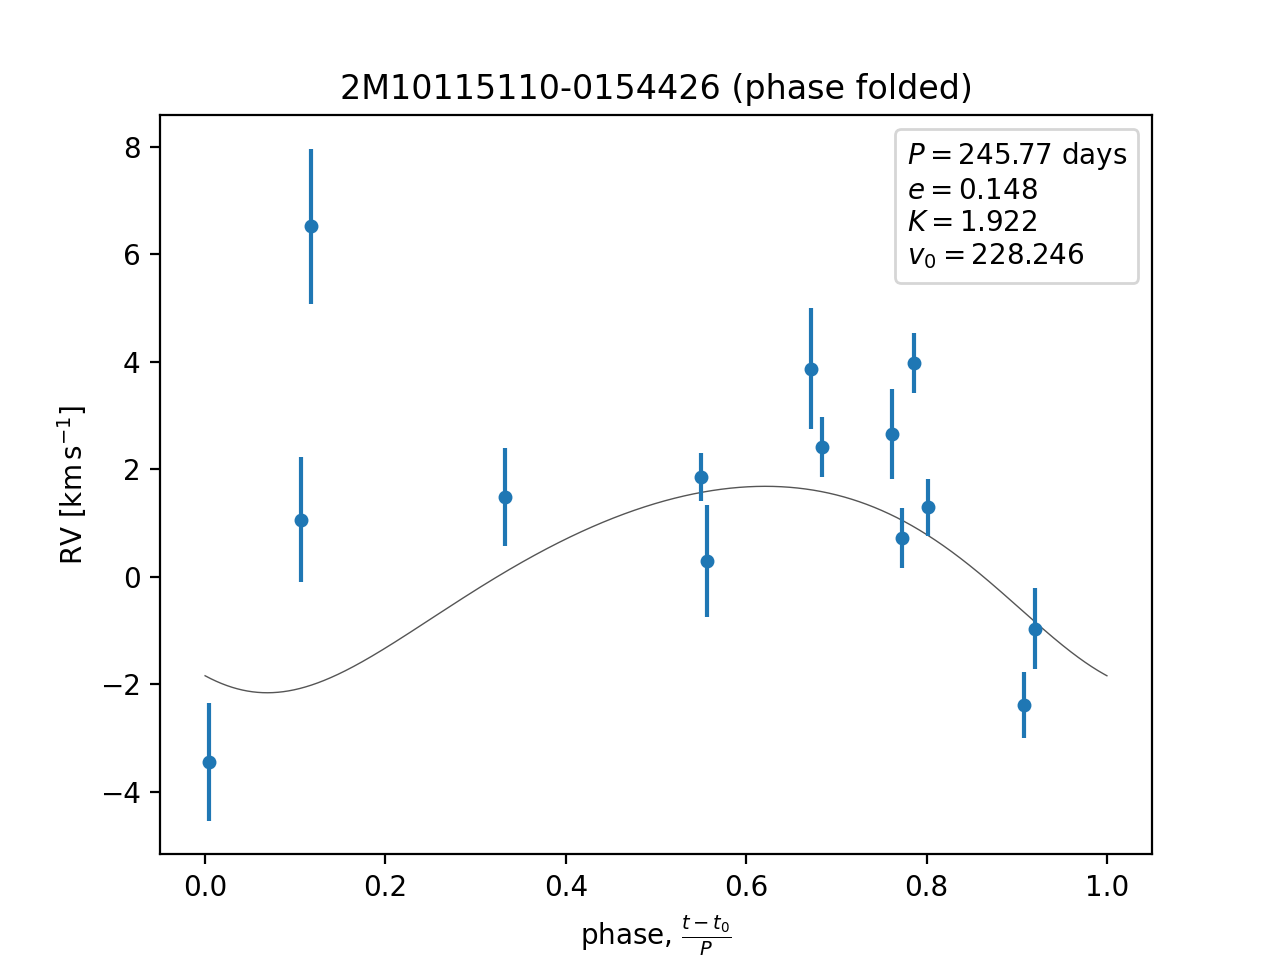 2M10115110-0154426 (phase folded)
P = 245.77 days
e = 0.148
K = 1.922
v₀ = 228.246
RV [km s⁻¹]
8
6
4
2
0
−2
−4
0.0 0.2 0.4 0.6 0.8 1.0
phase, (t − t₀)/P